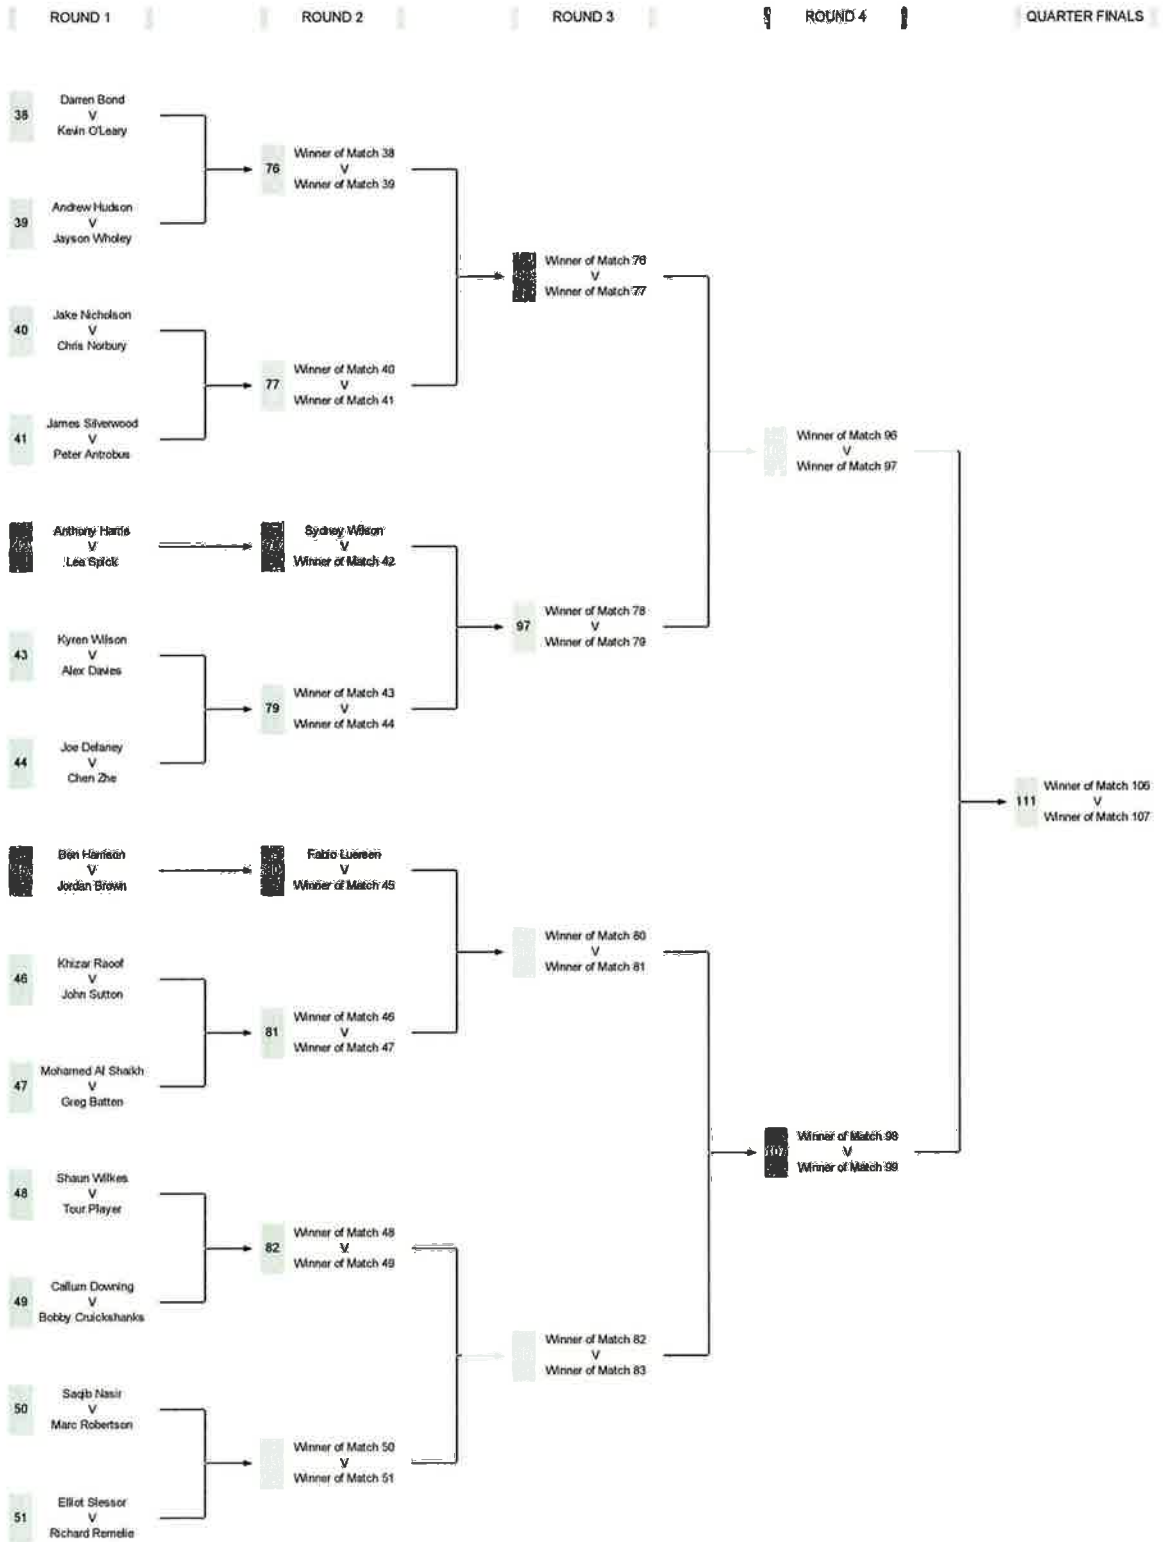 ROUND 1
ROUND 2
ROUND 3
ROUND 4
QUARTER FINALS
38
Darren Bond
V
Kevin O'Leary
39
Andrew Hudson
V
Jayson Wholey
40
Jake Nicholson
V
Chris Norbury
41
James Silverwood
V
Peter Antrobus
Anthony Harris
V
Lee Spick
43
Kyren Wilson
V
Alex Davies
44
Joe Delaney
V
Chen Zhe
Ben Harrison
V
Jordan Brown
46
Khizar Raoof
V
John Sutton
47
Mohamed Al Shaikh
V
Greg Batten
48
Shaun Wilkes
V
Tour Player
49
Callum Downing
V
Bobby Cruickshanks
50
Saqib Nasir
V
Marc Robertson
51
Elliot Slessor
V
Richard Remelie
76
Winner of Match 38
V
Winner of Match 39
77
Winner of Match 40
V
Winner of Match 41
Sydney Wilson
V
Winner of Match 42
79
Winner of Match 43
V
Winner of Match 44
Fabio Luersen
V
Winner of Match 45
81
Winner of Match 46
V
Winner of Match 47
82
Winner of Match 48
V
Winner of Match 49
Winner of Match 50
V
Winner of Match 51
Winner of Match 76
V
Winner of Match 77
97
Winner of Match 78
V
Winner of Match 79
Winner of Match 80
V
Winner of Match 81
Winner of Match 82
V
Winner of Match 83
Winner of Match 96
V
Winner of Match 97
107
Winner of Match 98
V
Winner of Match 99
111
Winner of Match 106
V
Winner of Match 107